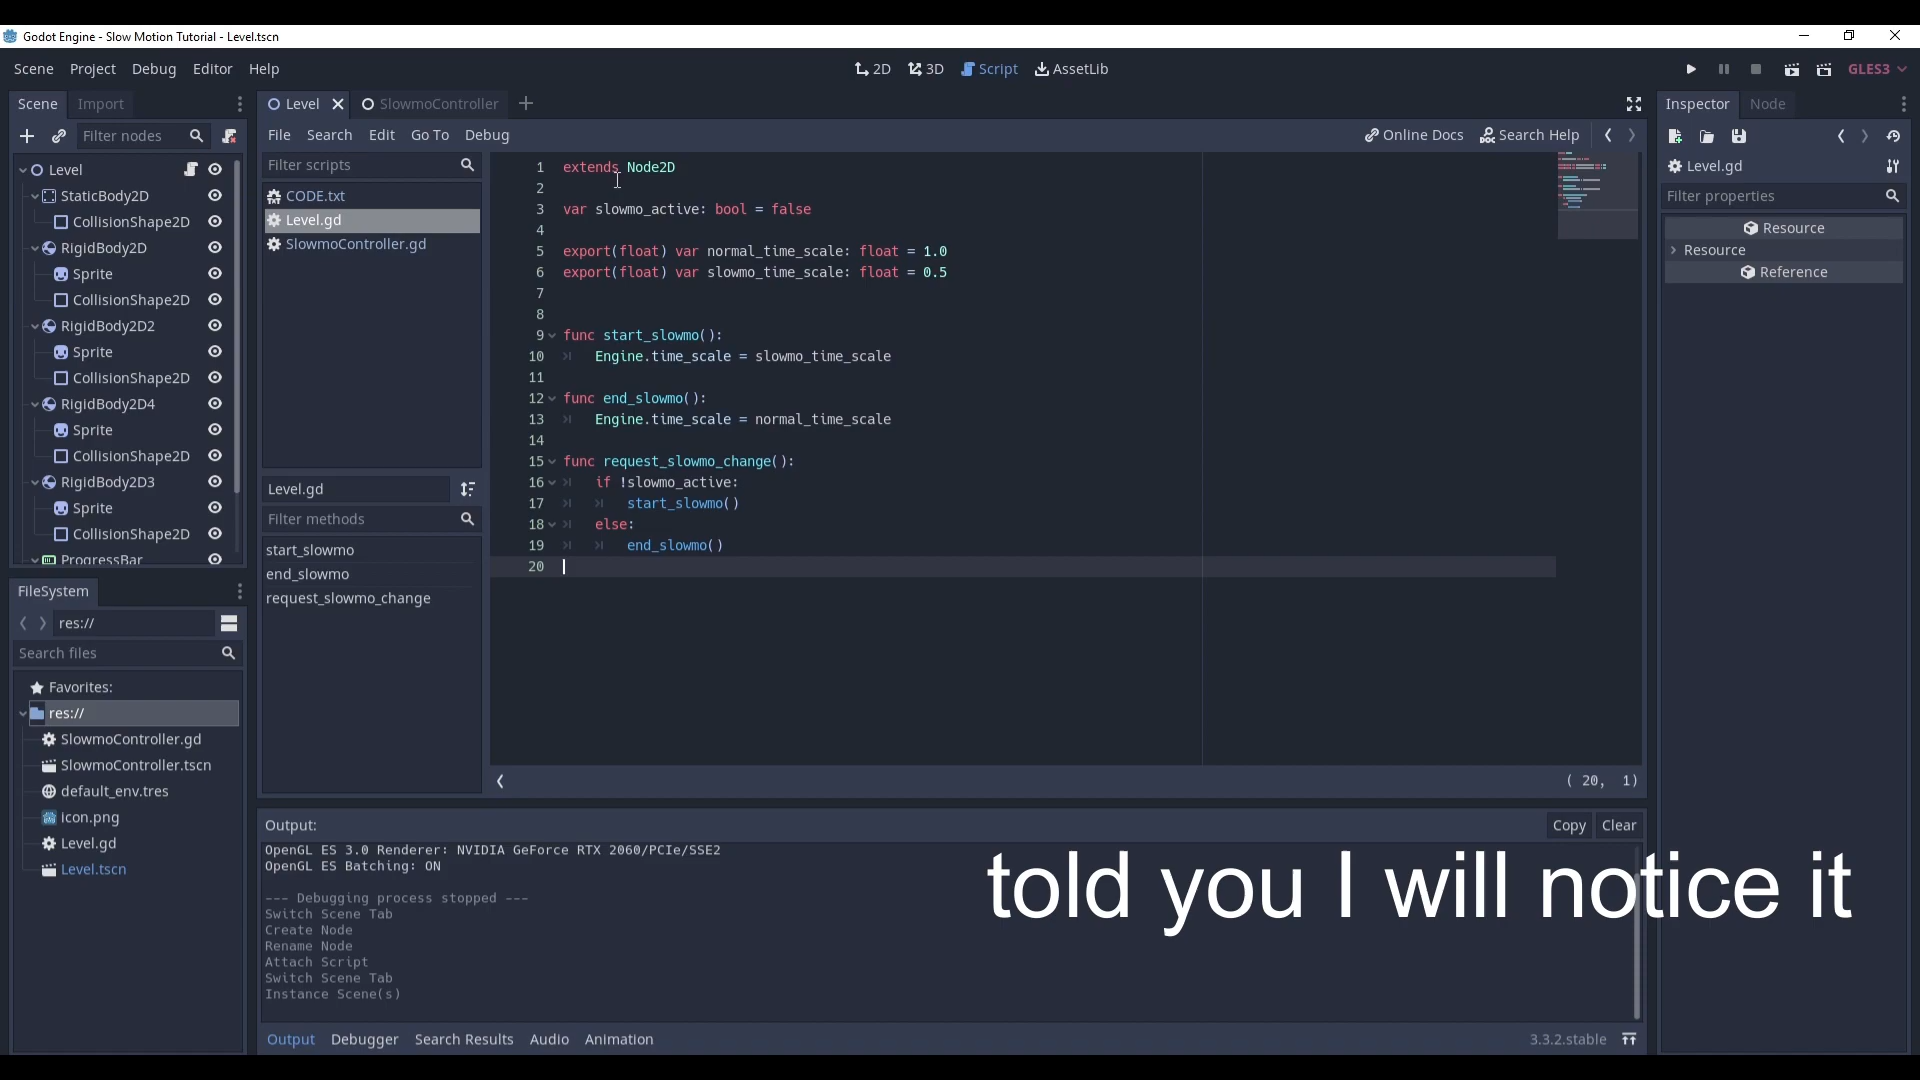 Godot Engine - Slow Motion Tutorial - Level.tscn
Scene Project Debug Editor Help
2D 3D Script AssetLib
GLES3
Scene Import
Filter nodes
Level
StaticBody2D
CollisionShape2D
RigidBody2D
Sprite
CollisionShape2D
RigidBody2D2
Sprite
CollisionShape2D
RigidBody2D4
Sprite
CollisionShape2D
RigidBody2D3
Sprite
CollisionShape2D
ProgressBar
FileSystem
res://
Search files
Favorites:
res://
SlowmoController.gd
SlowmoController.tscn
default_env.tres
icon.png
Level.gd
Level.tscn
Level SlowmoController
File Search Edit Go To Debug
Online Docs Search Help
Filter scripts
CODE.txt
Level.gd
SlowmoController.gd
Level.gd
Filter methods
start_slowmo
end_slowmo
request_slowmo_change
1 extends Node2D
2
3 var slowmo_active: bool = false
4
5 export(float) var normal_time_scale: float = 1.0
6 export(float) var slowmo_time_scale: float = 0.5
7
8
9 func start_slowmo():
10 Engine.time_scale = slowmo_time_scale
11
12 func end_slowmo():
13 Engine.time_scale = normal_time_scale
14
15 func request_slowmo_change():
16 if !slowmo_active:
17 start_slowmo()
18 else:
19 end_slowmo()
20
( 20, 1)
Output:
Copy Clear
OpenGL ES 3.0 Renderer: NVIDIA GeForce RTX 2060/PCIe/SSE2
OpenGL ES Batching: ON
--- Debugging process stopped ---
Switch Scene Tab
Create Node
Rename Node
Attach Script
Switch Scene Tab
Instance Scene(s)
Output Debugger Search Results Audio Animation
3.3.2.stable
told you I will notice it
Inspector Node
Level.gd
Filter properties
Resource
Resource
Reference